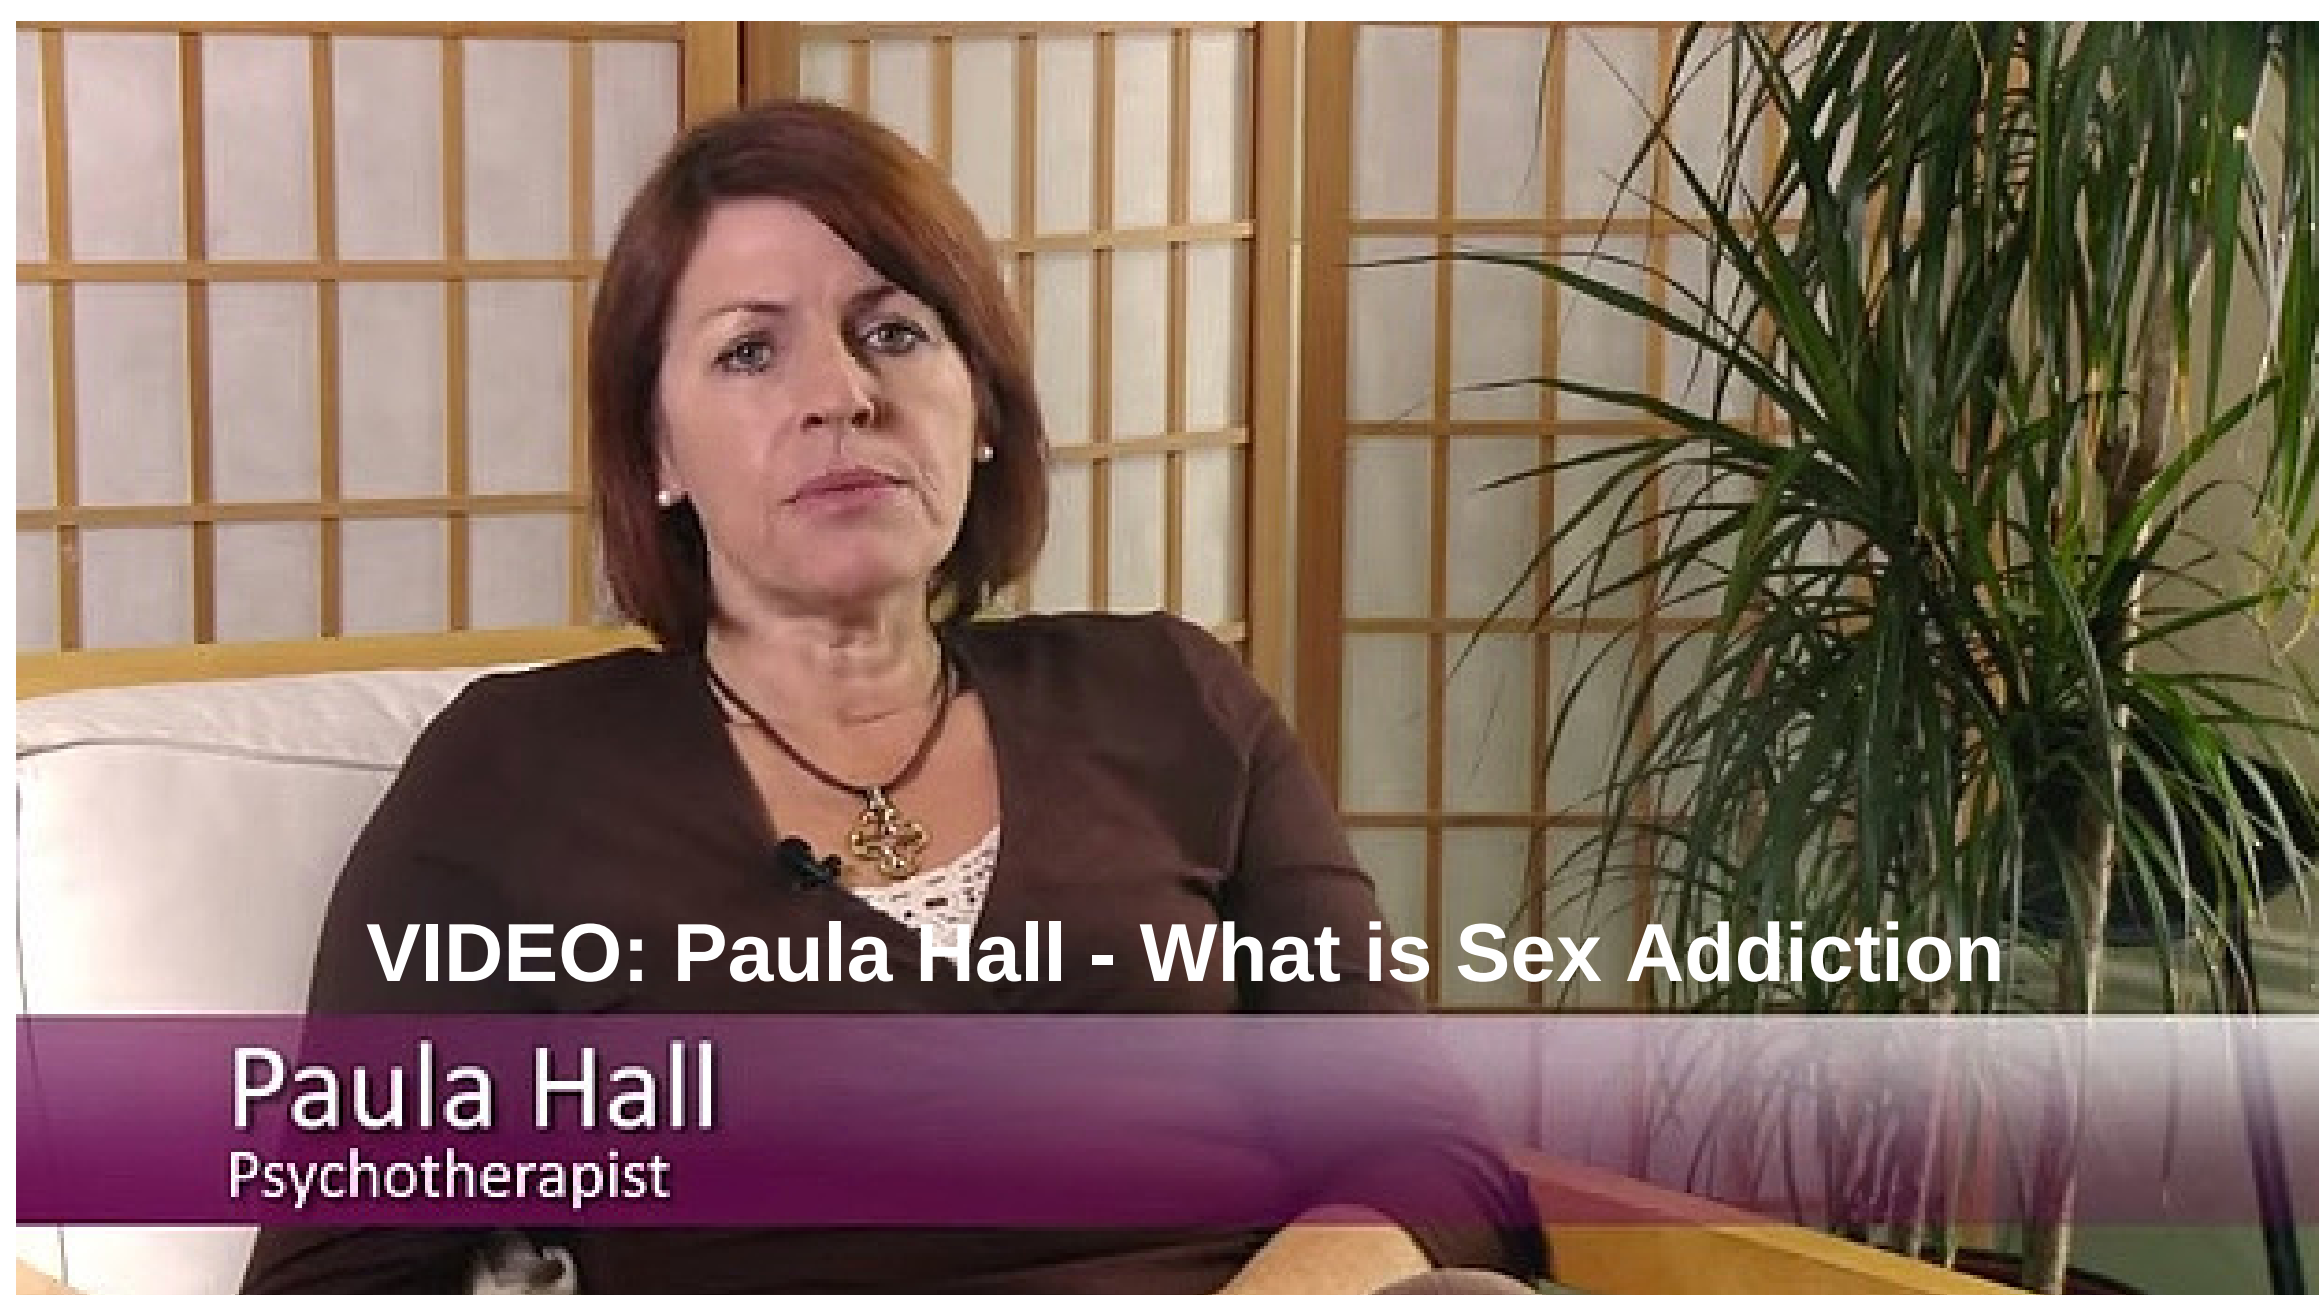 VIDEO: Paula Hall - What is Sex Addiction
Paula Hall
Psychotherapist